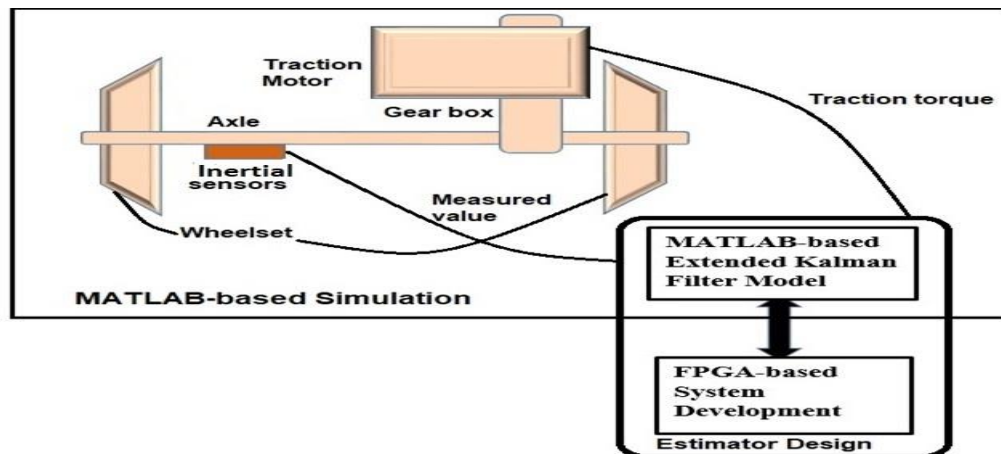 Traction
Motor
Gear box
Traction torque
Axle
Inertial
sensors
Measured
value
Wheelset
MATLAB-based Simulation
MATLAB-based
Extended Kalman
Filter Model
FPGA-based
System
Development
Estimator Design